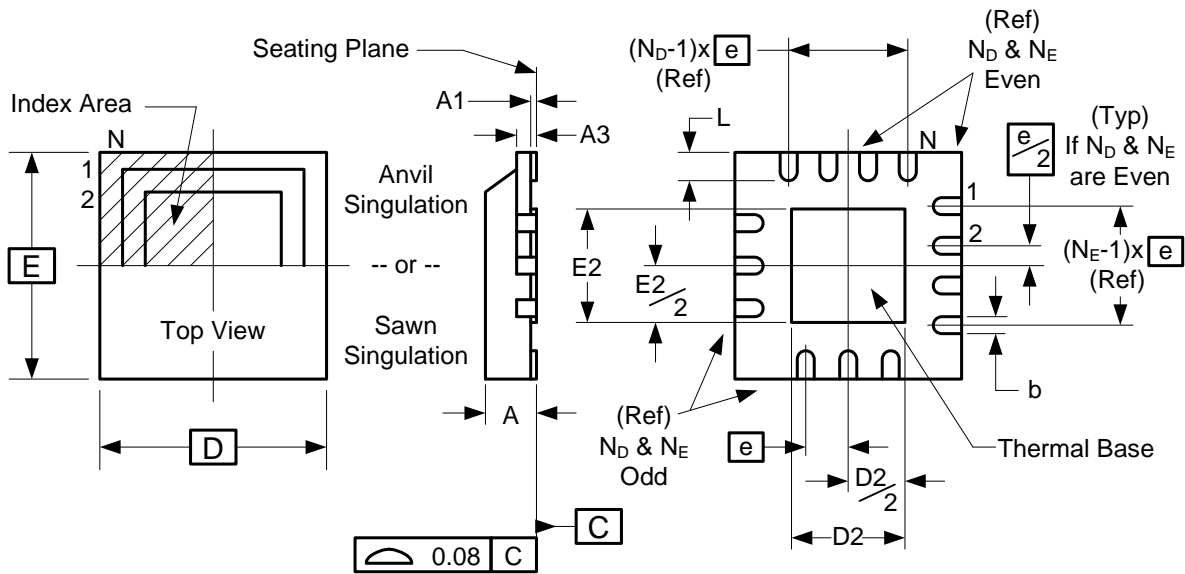 Seating Plane
Index Area
N
1
2
E
Top View
D
A1
A3
Anvil
Singulation
-- or --
Sawn
Singulation
A
0.08 C
C
(N_D-1)x e
(Ref)
L
(Ref)
N_D & N_E
Even
N
1
2
e/2
(Typ)
If N_D & N_E
are Even
(N_E-1)x e
(Ref)
E2
E2/2
b
(Ref)
N_D & N_E
Odd
e
Thermal Base
D2/2
D2